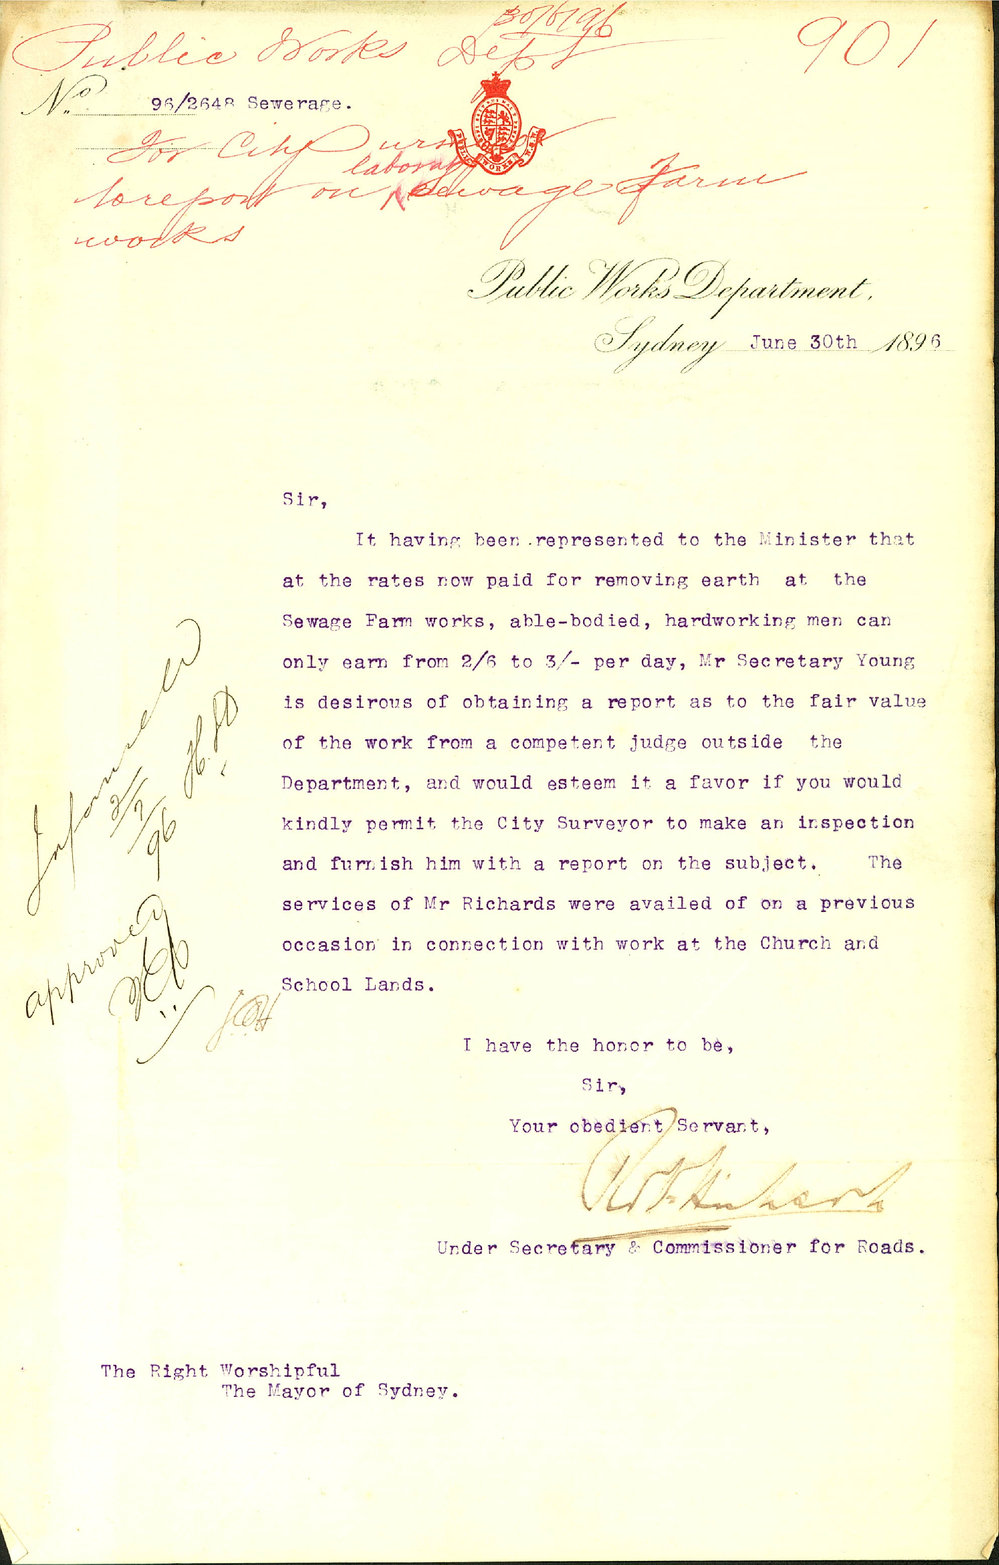 30/6/96
Public Works Dept 901
No. 96/2648 Sewerage.
For City
labour
to report on Sewage Farm
works
PUBLIC WORKS N.S.W.
Public Works Department,
Sydney June 30th 1896
Sir,
It having been represented to the Minister that
at the rates now paid for removing earth at the
Sewage Farm works, able-bodied, hardworking men can
only earn from 2/6 to 3/- per day, Mr Secretary Young
is desirous of obtaining a report as to the fair value
of the work from a competent judge outside the
Department, and would esteem it a favor if you would
kindly permit the City Surveyor to make an inspection
and furnish him with a report on the subject. The
services of Mr Richards were availed of on a previous
occasion in connection with work at the Church and
School Lands.
Informed
2/7/96
approved
I have the honor to be,
Sir,
Your obedient Servant,
Under Secretary & Commissioner for Roads.
The Right Worshipful
The Mayor of Sydney.